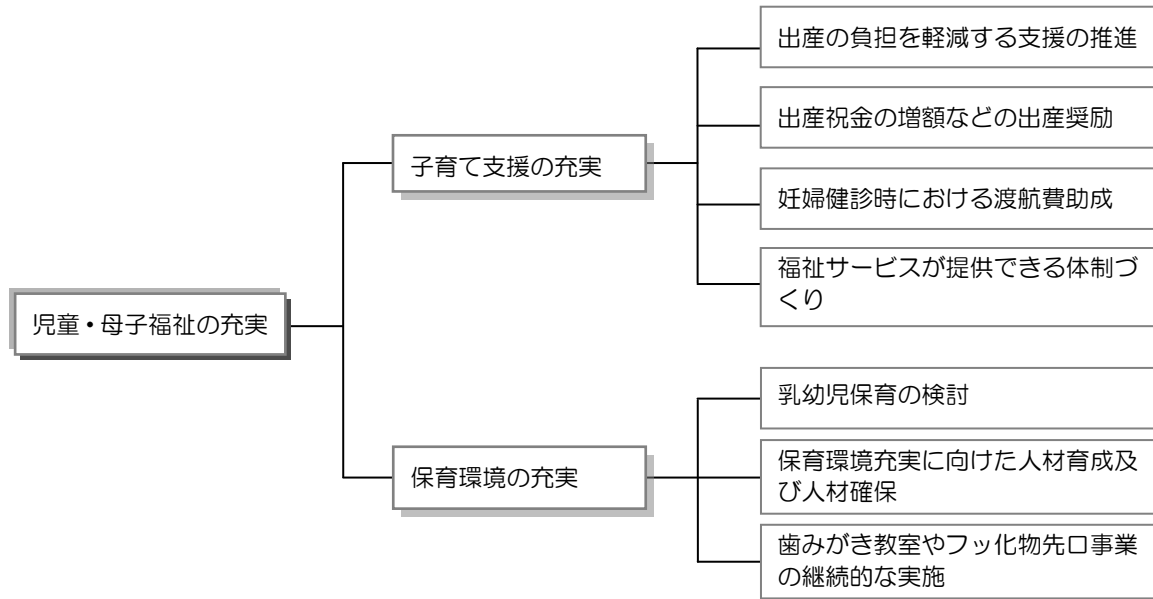 児童・母子福祉の充実
子育て支援の充実
出産の負担を軽減する支援の推進
出産祝金の増額などの出産奨励
妊婦健診時における渡航費助成
福祉サービスが提供できる体制づ
くり
保育環境の充実
乳幼児保育の検討
保育環境充実に向けた人材育成及
び人材確保
歯みがき教室やフッ化物先口事業
の継続的な実施